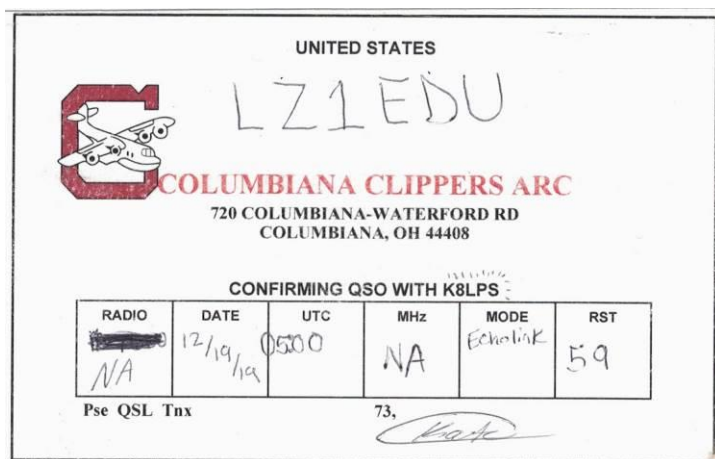 UNITED STATES
LZ1EDU
COLUMBIANA CLIPPERS ARC
720 COLUMBIANA-WATERFORD RD
COLUMBIANA, OH 44408
CONFIRMING QSO WITH K8LPS
RADIO DATE UTC MHz MODE RST
NA 12/19/19 0500 NA Echolink 59
Pse QSL Tnx 73,